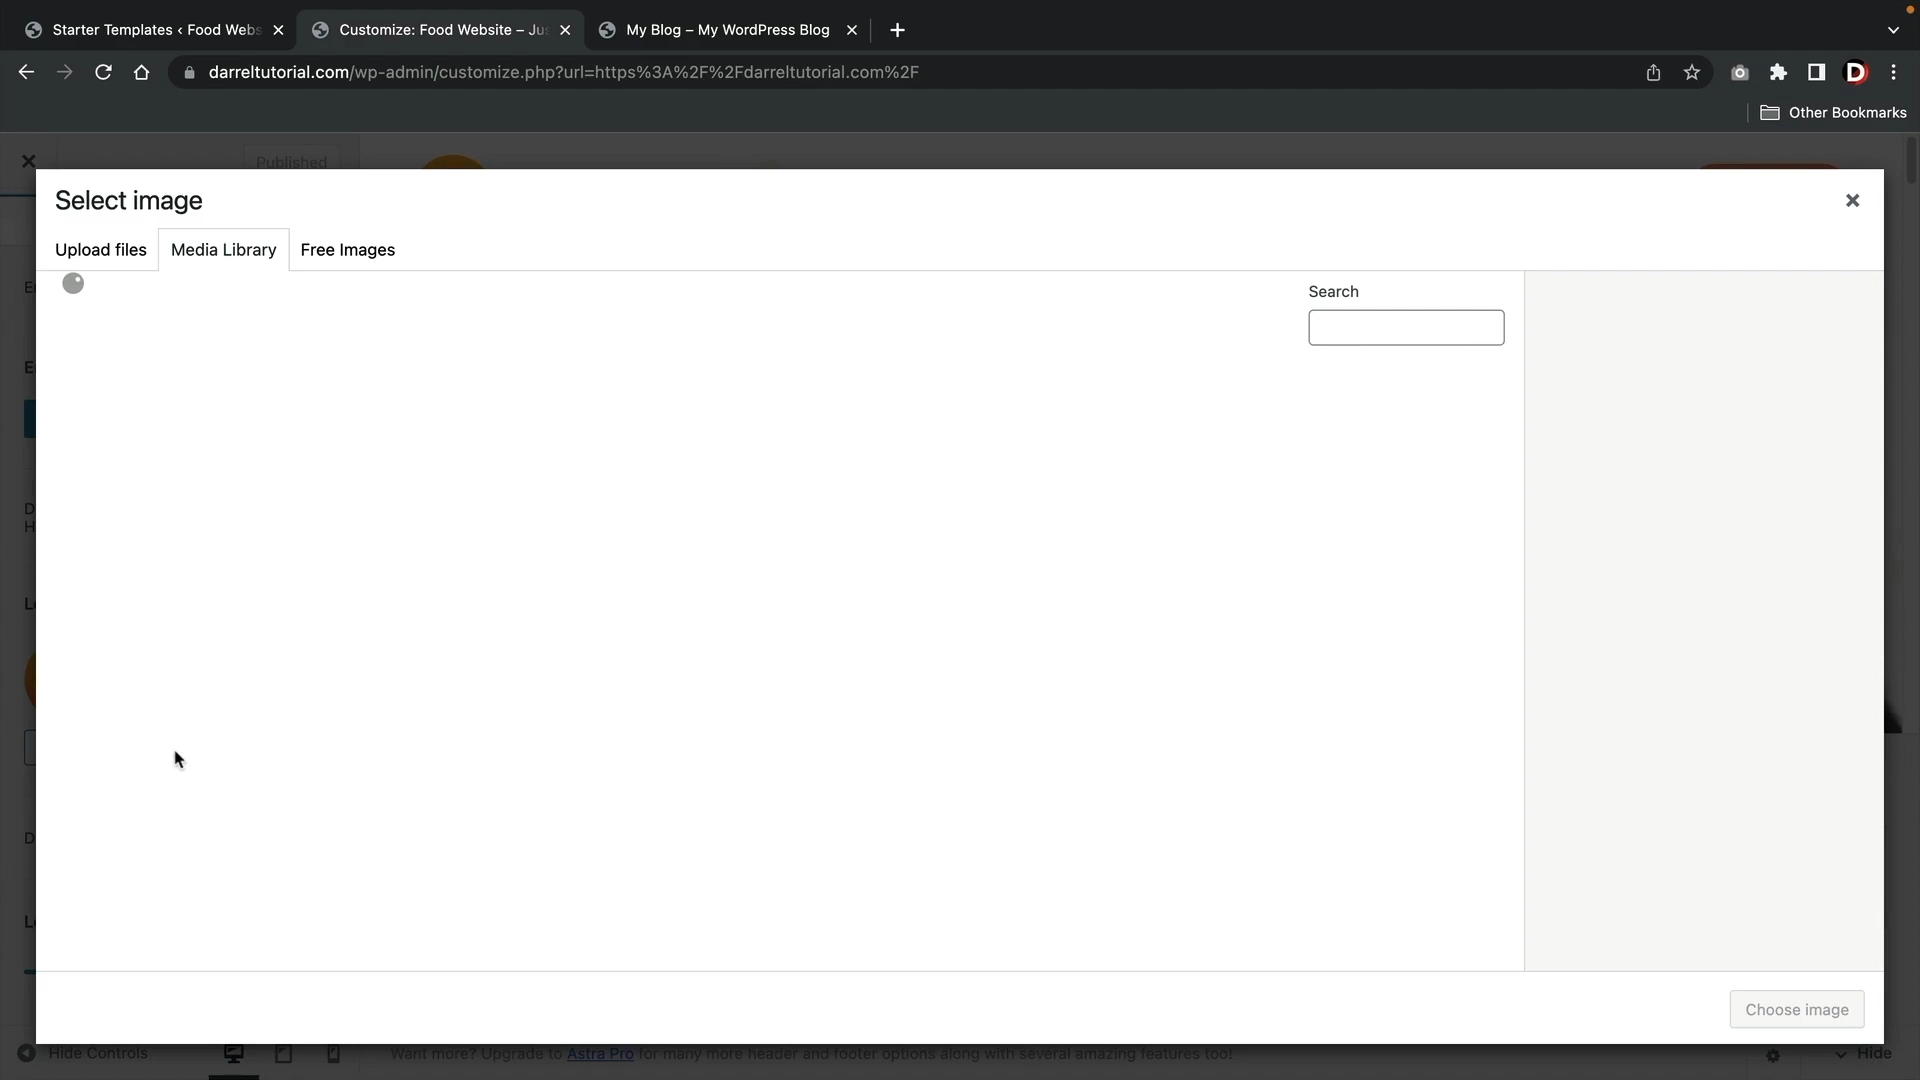 Starter Templates ‹ Food Webs
Customize: Food Website – Jus
My Blog – My WordPress Blog
darreltutorial.com/wp-admin/customize.php?url=https%3A%2F%2Fdarreltutorial.com%2F
Other Bookmarks
Published
Select image
Upload files
Media Library
Free Images
Search
Choose image
Hide Controls
Want more? Upgrade to Astra Pro for many more header and footer options along with several amazing features too!
Hide